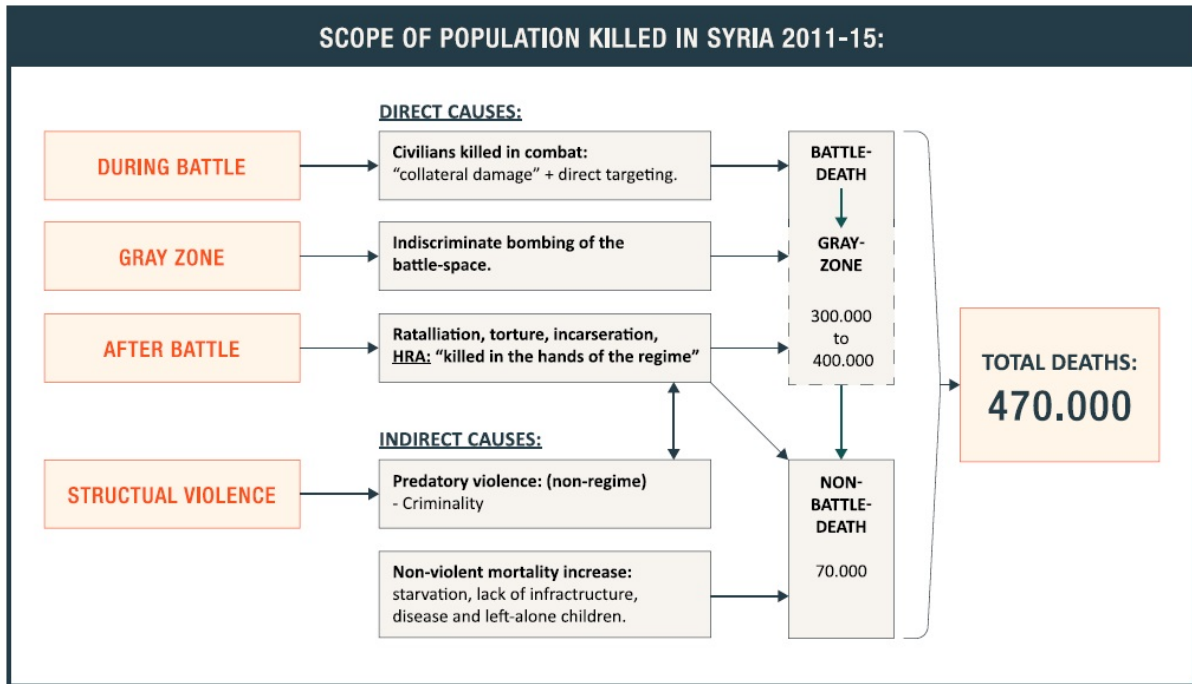 SCOPE OF POPULATION KILLED IN SYRIA 2011-15:
DIRECT CAUSES:
DURING BATTLE
Civilians killed in combat:
“collateral damage” + direct targeting.
BATTLE-
DEATH
GRAY ZONE
Indiscriminate bombing of the
battle-space.
GRAY-
ZONE
300.000
to
400.000
AFTER BATTLE
Ratalliation, torture, incarseration,
HRA: “killed in the hands of the regime”
TOTAL DEATHS:
470.000
INDIRECT CAUSES:
STRUCTUAL VIOLENCE
Predatory violence: (non-regime)
- Criminality
NON-
BATTLE-
DEATH
70.000
Non-violent mortality increase:
starvation, lack of infractructure,
disease and left-alone children.